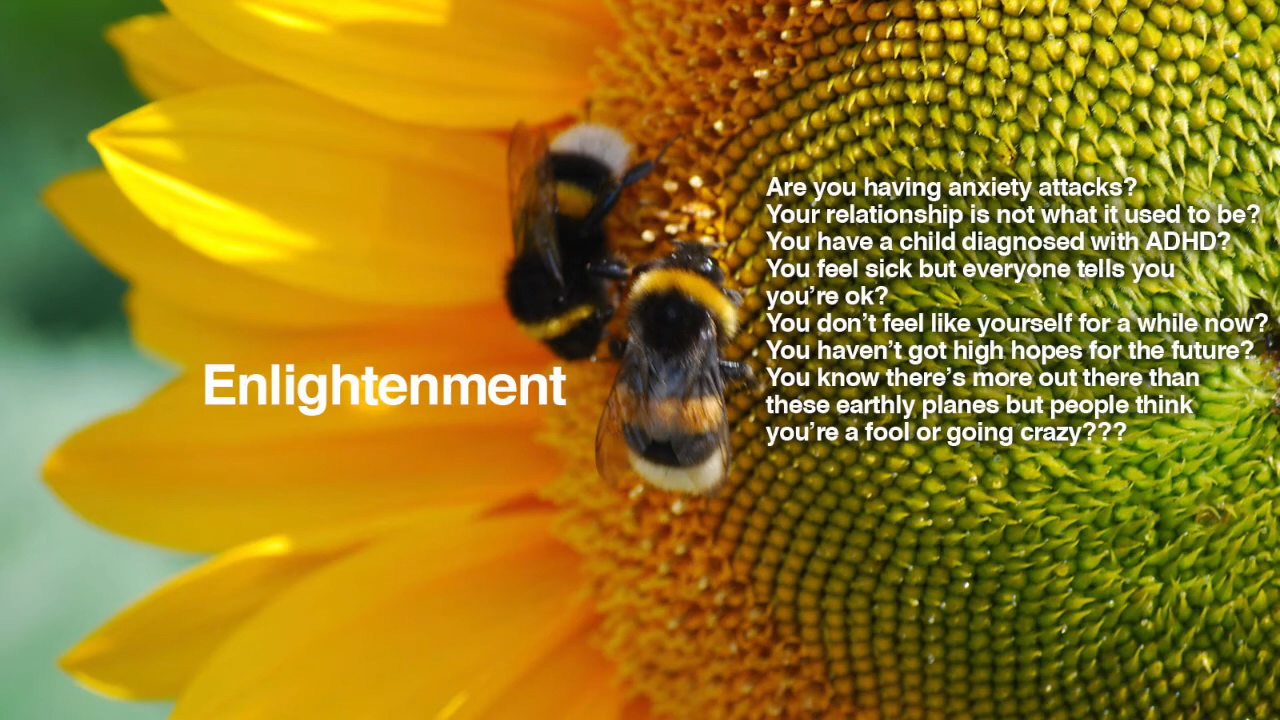 Enlightenment
Are you having anxiety attacks?
Your relationship is not what it used to be?
You have a child diagnosed with ADHD?
You feel sick but everyone tells you
you're ok?
You don't feel like yourself for a while now?
You haven't got high hopes for the future?
You know there's more out there than
these earthly planes but people think
you're a fool or going crazy???